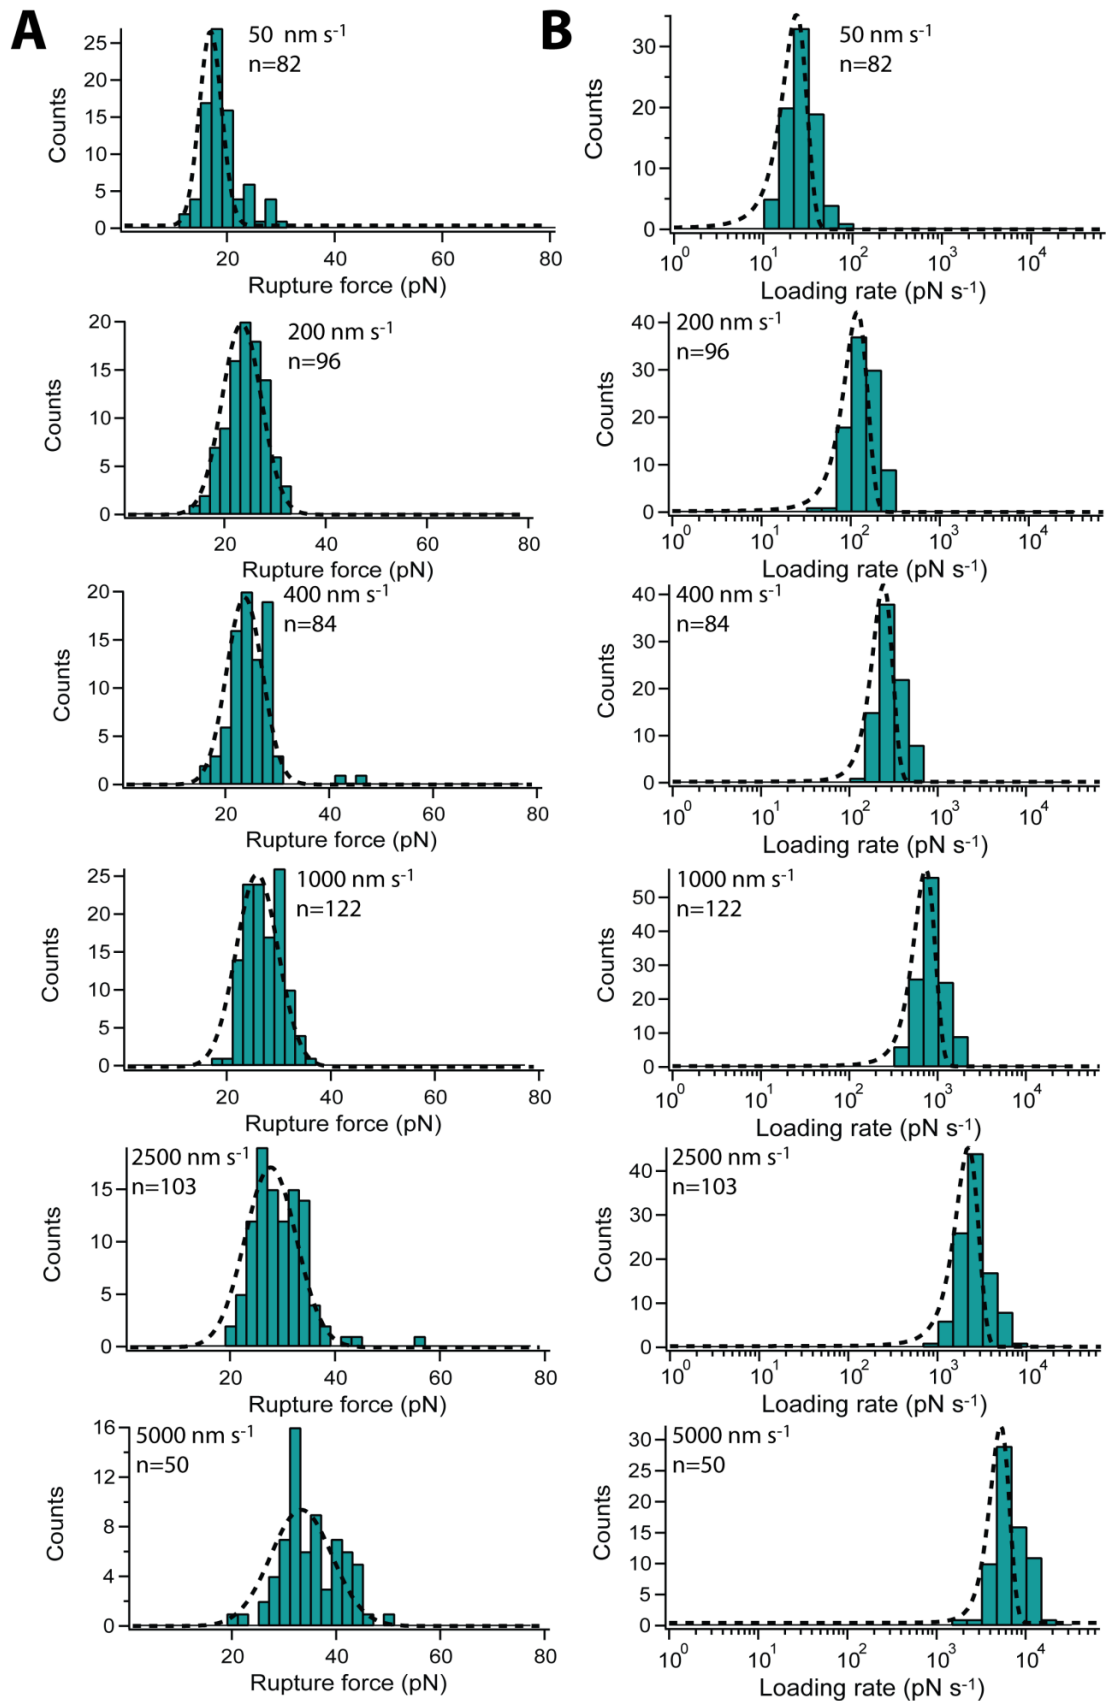 A
50 nm s-1
n=82
Counts
25
20
15
10
5
0
20
40
60
80
Rupture force (pN)
B
50 nm s-1
n=82
Counts
30
20
10
0
10^0
10^1
10^2
10^3
10^4
Loading rate (pN s-1)
200 nm s-1
n=96
Counts
20
15
10
5
0
20
40
60
80
Rupture force (pN)
200 nm s-1
n=96
Counts
40
30
20
10
0
10^0
10^1
10^2
10^3
10^4
Loading rate (pN s-1)
400 nm s-1
n=84
Counts
20
15
10
5
0
20
40
60
80
Rupture force (pN)
400 nm s-1
n=84
Counts
40
30
20
10
0
10^0
10^1
10^2
10^3
10^4
Loading rate (pN s-1)
1000 nm s-1
n=122
Counts
25
20
15
10
5
0
20
40
60
80
Rupture force (pN)
1000 nm s-1
n=122
Counts
50
40
30
20
10
0
10^0
10^1
10^2
10^3
10^4
Loading rate (pN s-1)
2500 nm s-1
n=103
Counts
15
10
5
0
20
40
60
80
Rupture force (pN)
2500 nm s-1
n=103
Counts
40
30
20
10
0
10^0
10^1
10^2
10^3
10^4
Loading rate (pN s-1)
5000 nm s-1
n=50
Counts
16
12
8
4
0
20
40
60
80
Rupture force (pN)
5000 nm s-1
n=50
Counts
30
25
20
15
10
5
0
10^0
10^1
10^2
10^3
10^4
Loading rate (pN s-1)